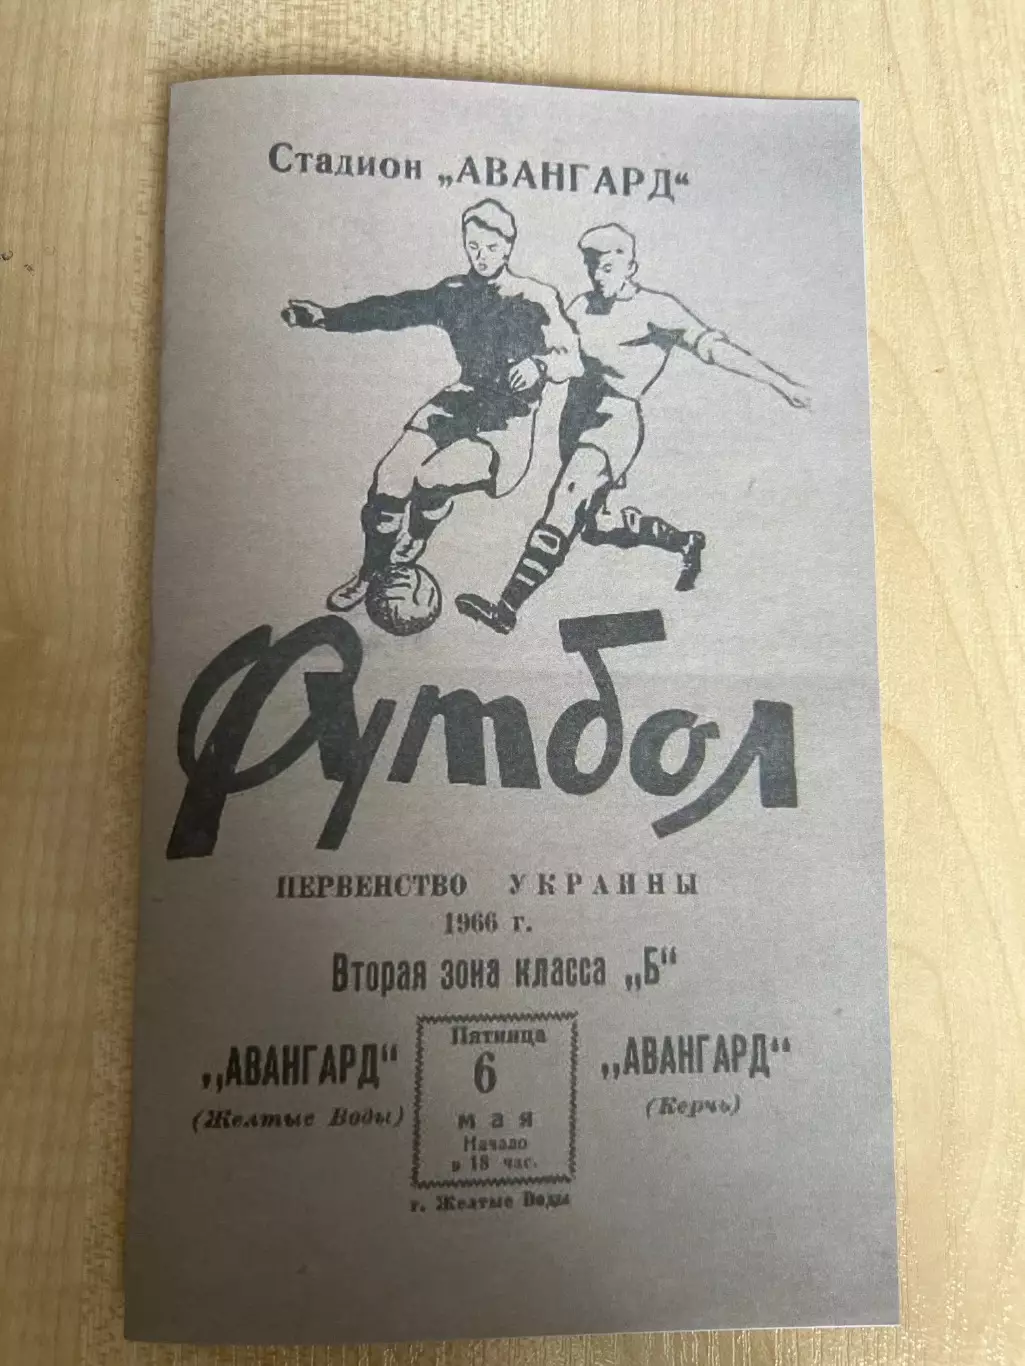 Стадион „АВАНГАРД“
Футбол
ПЕРВЕНСТВО УКРАИНЫ
1966 г.
Вторая зона класса „Б“
„АВАНГАРД“
(Желтые Воды)
Пятница
6
мая
Начало
в 18 час.
„АВАНГАРД“
(Керчь)
г. Желтые Воды